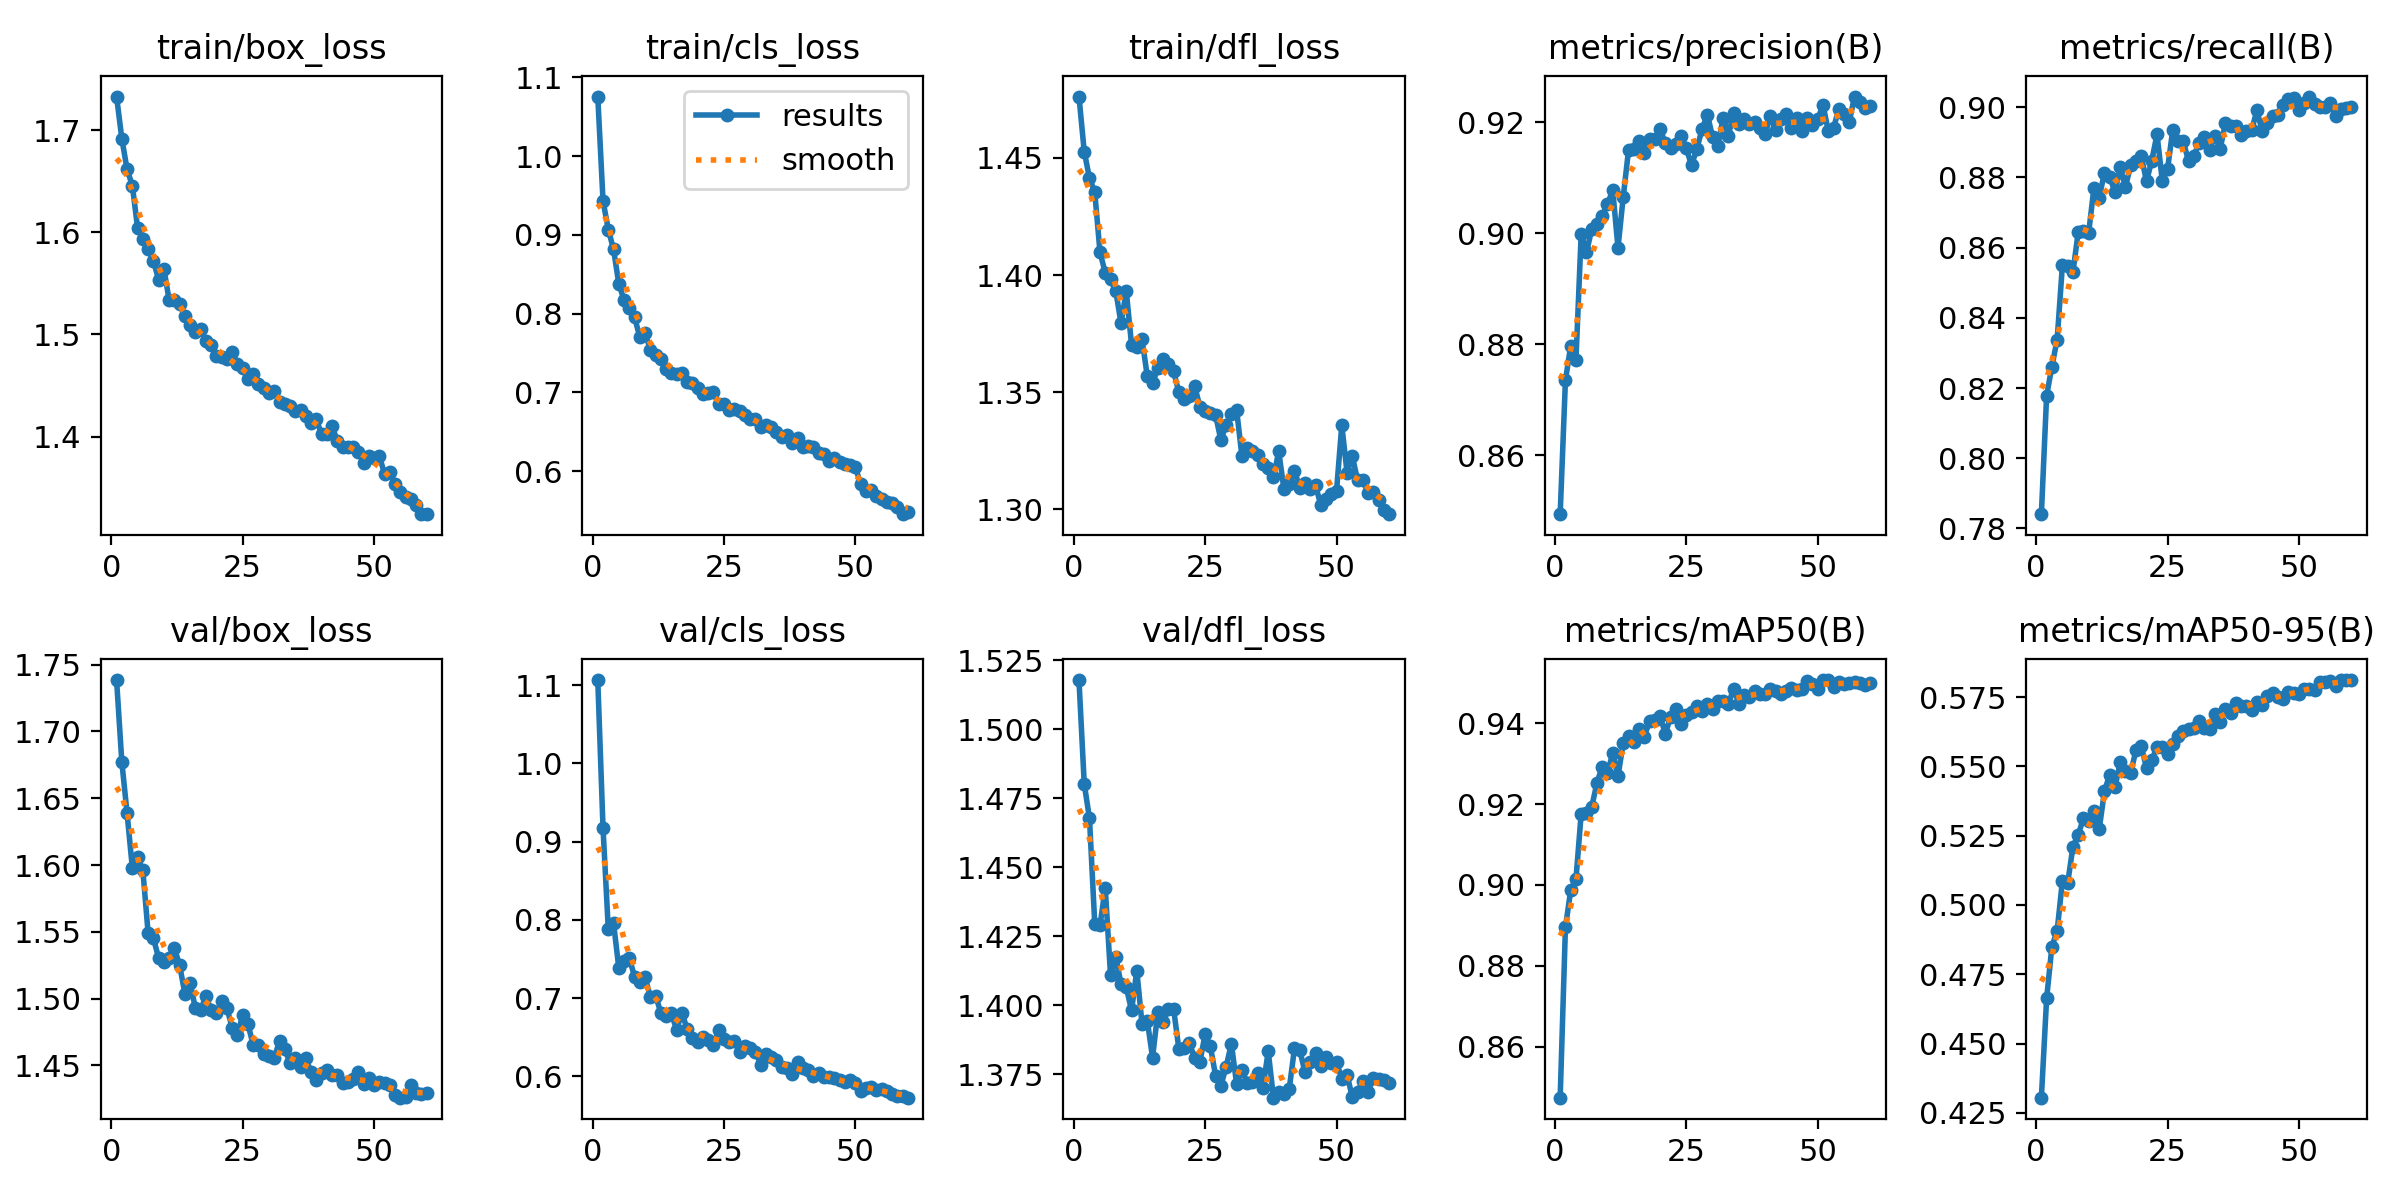 train/box_loss
1.7
1.6
1.5
1.4
0 25 50
train/cls_loss
results
smooth
1.1
1.0
0.9
0.8
0.7
0.6
0 25 50
train/dfl_loss
1.45
1.40
1.35
1.30
0 25 50
metrics/precision(B)
0.92
0.90
0.88
0.86
0 25 50
metrics/recall(B)
0.90
0.88
0.86
0.84
0.82
0.80
0.78
0 25 50
val/box_loss
1.75
1.70
1.65
1.60
1.55
1.50
1.45
0 25 50
val/cls_loss
1.1
1.0
0.9
0.8
0.7
0.6
0 25 50
val/dfl_loss
1.525
1.500
1.475
1.450
1.425
1.400
1.375
0 25 50
metrics/mAP50(B)
0.94
0.92
0.90
0.88
0.86
0 25 50
metrics/mAP50-95(B)
0.575
0.550
0.525
0.500
0.475
0.450
0.425
0 25 50